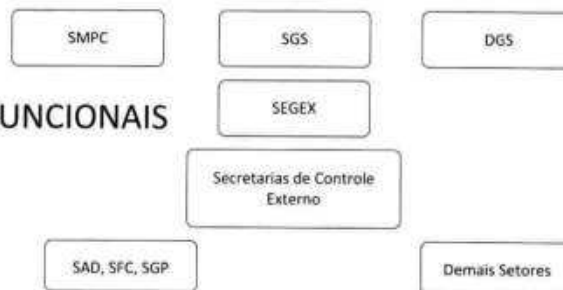 SMPC
SGS
DGS
UNCIONAIS
SEGEX
Secretarias de Controle
Externo
SAD, SFC, SGP
Demais Setores